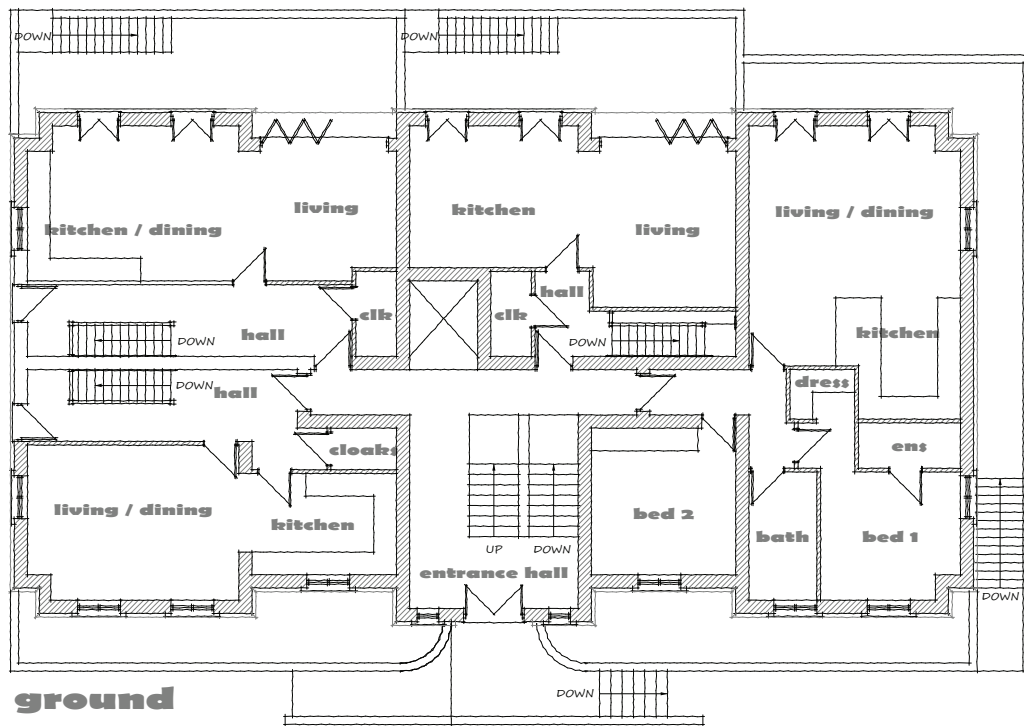 DOWN
DOWN
living
kitchen
living / dining
kitchen / dining
living
hall
clk
clk
hall
DOWN
DOWN
kitchen
DOWN
hall
dress
cloaks
ens
living / dining
kitchen
bed 2
bath
bed 1
UP
DOWN
entrance hall
DOWN
ground
DOWN